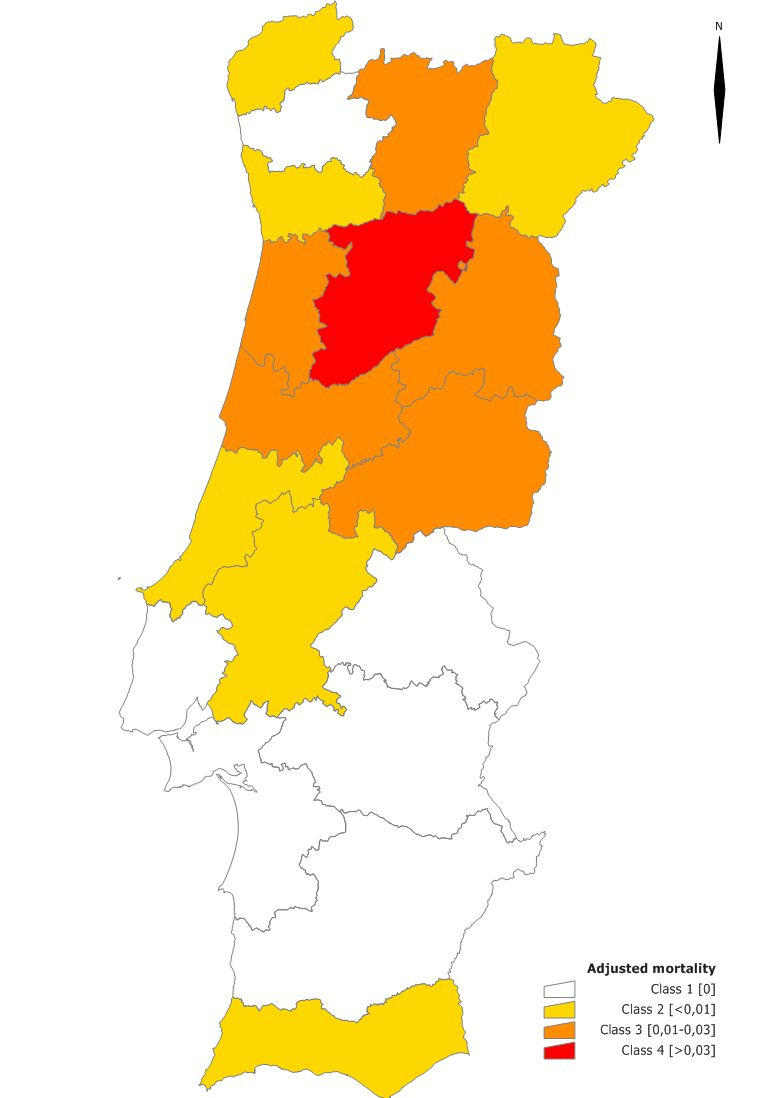 N
Adjusted mortality
Class 1 [0]
Class 2 [<0,01]
Class 3 [0,01-0,03]
Class 4 [>0,03]